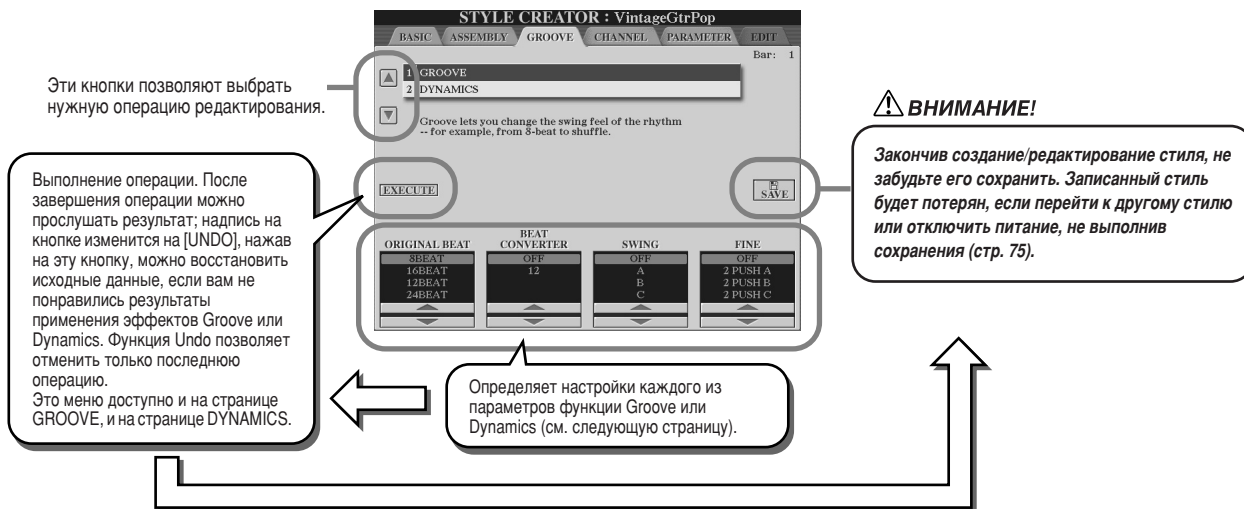 STYLE CREATOR : VintageGtrPop
BASIC ASSEMBLY GROOVE CHANNEL PARAMETER EDIT
Bar: 1
1 GROOVE
2 DYNAMICS
Groove lets you change the swing feel of the rhythm
-- for example, from 8-beat to shuffle.
EXECUTE
SAVE
ORIGINAL BEAT
8BEAT
16BEAT
12BEAT
24BEAT
BEAT
CONVERTER
OFF
12
SWING
OFF
A
B
C
FINE
OFF
2 PUSH A
2 PUSH B
2 PUSH C
Эти кнопки позволяют выбрать
нужную операцию редактирования.
Выполнение операции. После
завершения операции можно
прослушать результат; надпись на
кнопке изменится на [UNDO], нажав
на эту кнопку, можно восстановить
исходные данные, если вам не
понравились результаты
применения эффектов Groove или
Dynamics. Функция Undo позволяет
отменить только последнюю
операцию.
Это меню доступно и на странице
GROOVE, и на странице DYNAMICS.
Определяет настройки каждого из
параметров функции Groove или
Dynamics (см. следующую страницу).
ВНИМАНИЕ!
Закончив создание/редактирование стиля, не
забудьте его сохранить. Записанный стиль
будет потерян, если перейти к другому стилю
или отключить питание, не выполнив
сохранения (стр. 75).